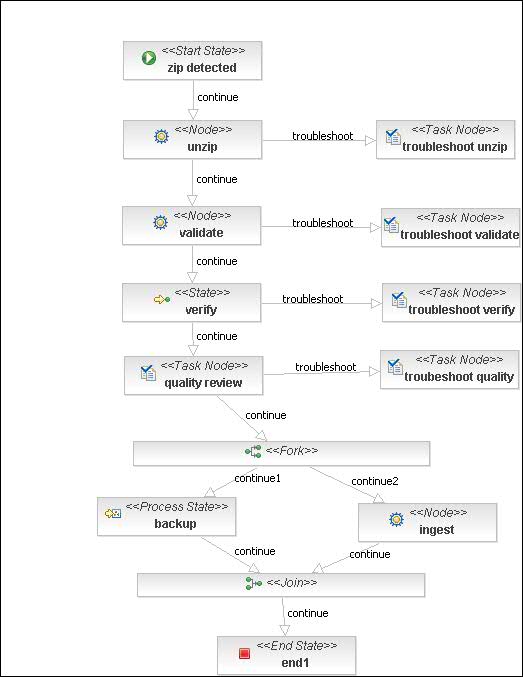 <<Start State>>
zip detected
continue
<<Node>>
unzip
troubleshoot
<<Task Node>>
troubleshoot unzip
continue
<<Node>>
validate
troubleshoot
<<Task Node>>
troubleshoot validate
continue
<<State>>
verify
troubleshoot
<<Task Node>>
troubleshoot verify
continue
<<Task Node>>
quality review
troubleshoot
<<Task Node>>
troubeshoot quality
continue
<<Fork>>
continue1
continue2
<<Process State>>
backup
<<Node>>
ingest
continue
continue
<<Join>>
continue
<<End State>>
end1